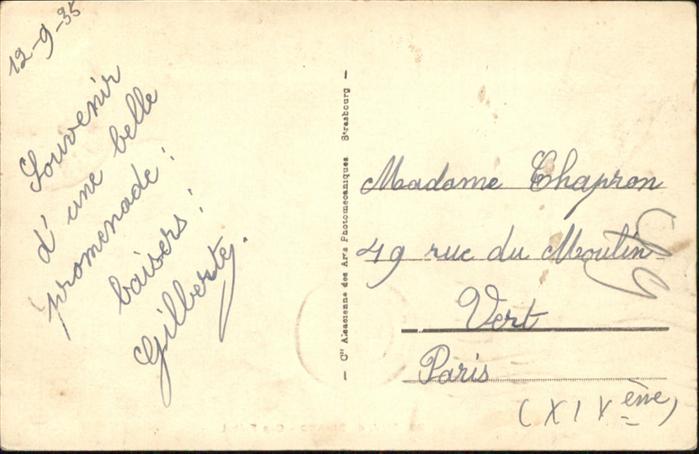 12-9-35
Souvenir
d'une belle
promenade!
baisers!
Gilberte.
— Cie Alsacienne des Arts Photomécaniques Strasbourg —
Madame Chapron
49 rue du Moulin
Vert
Paris
(XIVème)